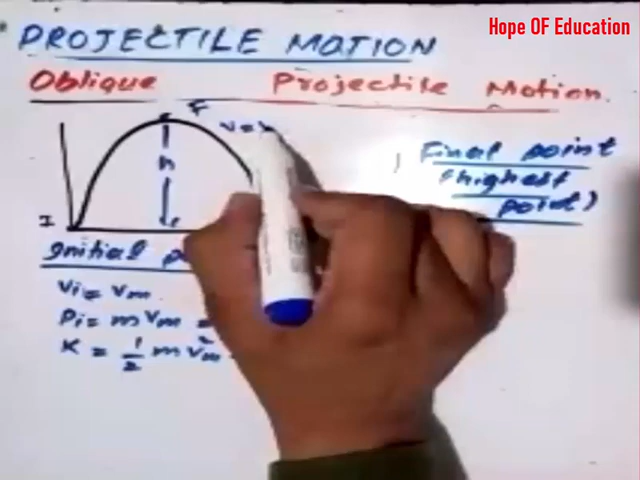 Hope OF Education
PROJECTILE MOTION
Oblique Projectile Motion
F
h
I
Final point
(highest
point)
Initial
Vi = Vm
Pi = mVm =
K = 1/2 mV²m